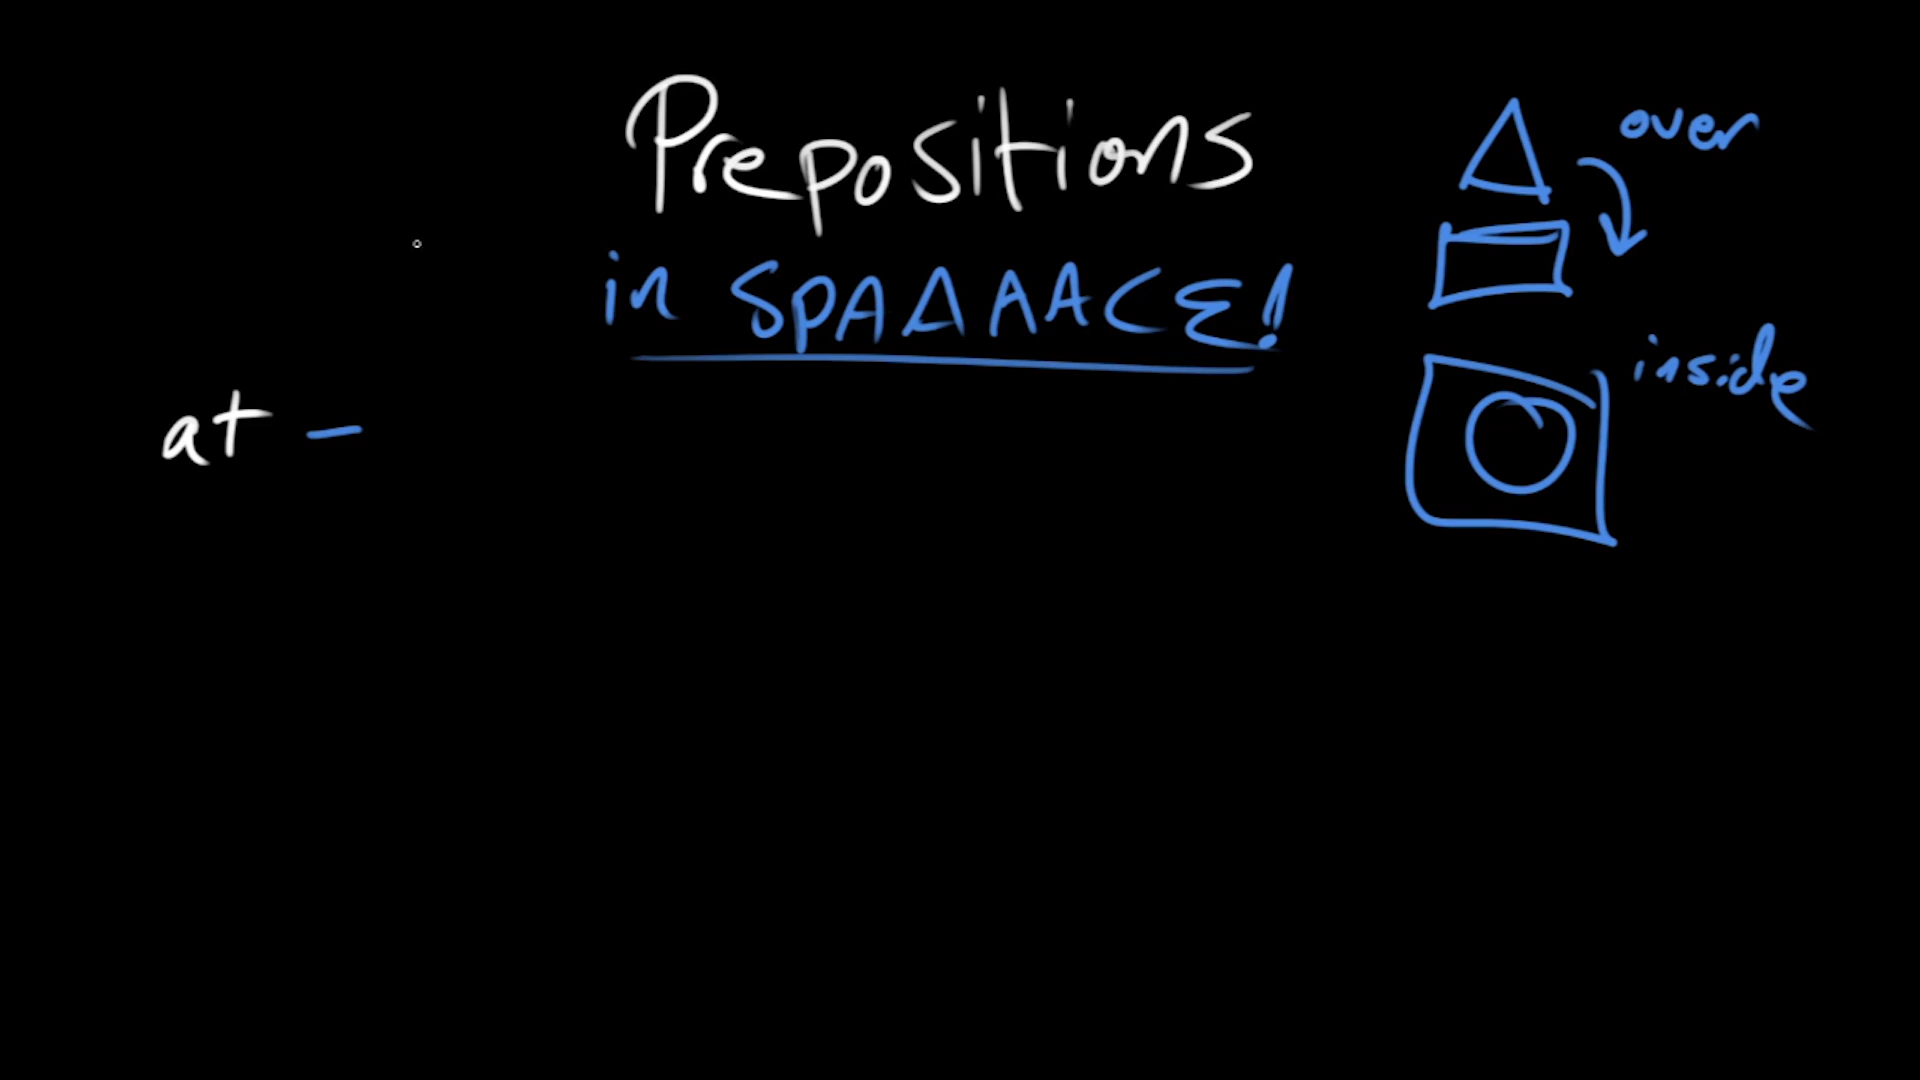 Prepositions
in SPAAAACE!
over
inside
at -